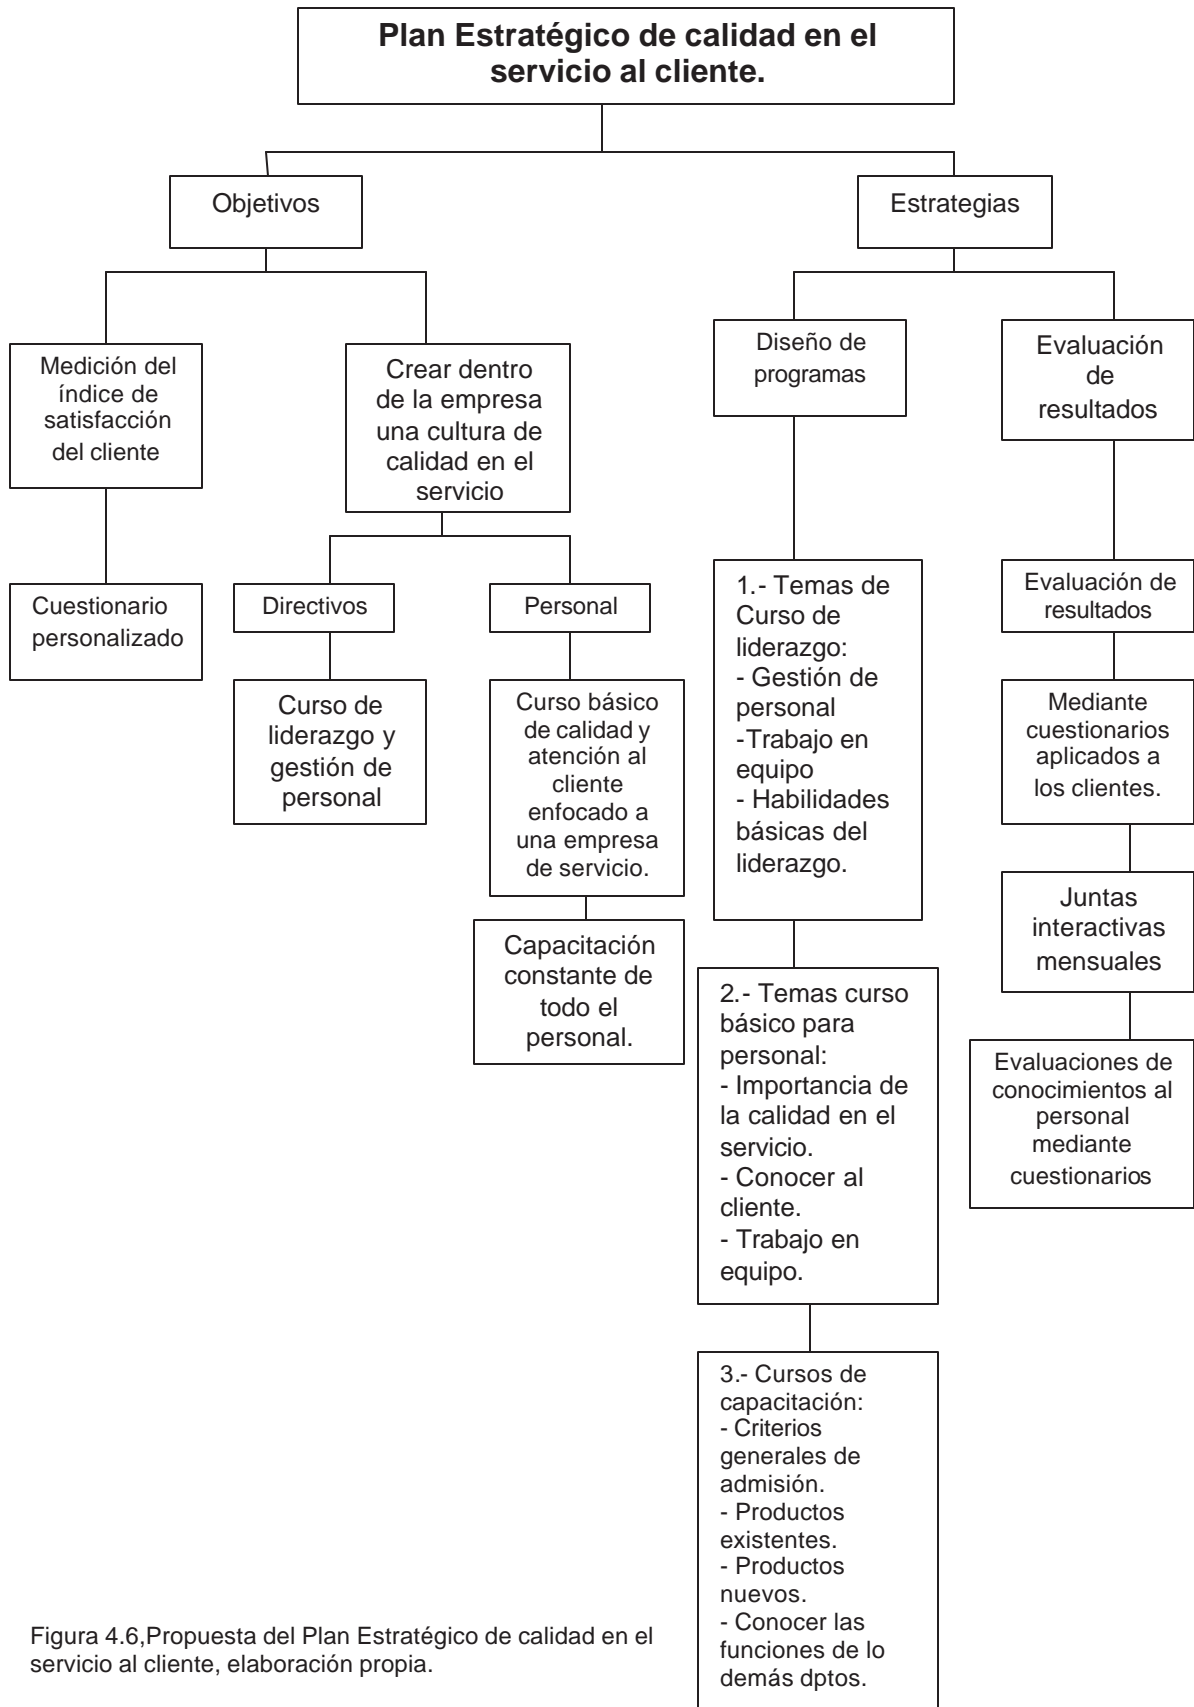 Plan Estratégico de calidad en el
servicio al cliente.
Objetivos
Estrategias
Medición del
índice de
satisfacción
del cliente
Crear dentro
de la empresa
una cultura de
calidad en el
servicio
Diseño de
programas
Evaluación
de
resultados
Cuestionario
personalizado
Directivos
Personal
Curso de
liderazgo y
gestión de
personal
Curso básico
de calidad y
atención al
cliente
enfocado a
una empresa
de servicio.
Capacitación
constante de
todo el
personal.
1.- Temas de
Curso de
liderazgo:
- Gestión de
personal
-Trabajo en
equipo
- Habilidades
básicas del
liderazgo.
2.- Temas curso
básico para
personal:
- Importancia de
la calidad en el
servicio.
- Conocer al
cliente.
- Trabajo en
equipo.
3.- Cursos de
capacitación:
- Criterios
generales de
admisión.
- Productos
existentes.
- Productos
nuevos.
- Conocer las
funciones de lo
demás dptos.
Evaluación de
resultados
Mediante
cuestionarios
aplicados a
los clientes.
Juntas
interactivas
mensuales
Evaluaciones de
conocimientos al
personal
mediante
cuestionarios
Figura 4.6,Propuesta del Plan Estratégico de calidad en el
servicio al cliente, elaboración propia.